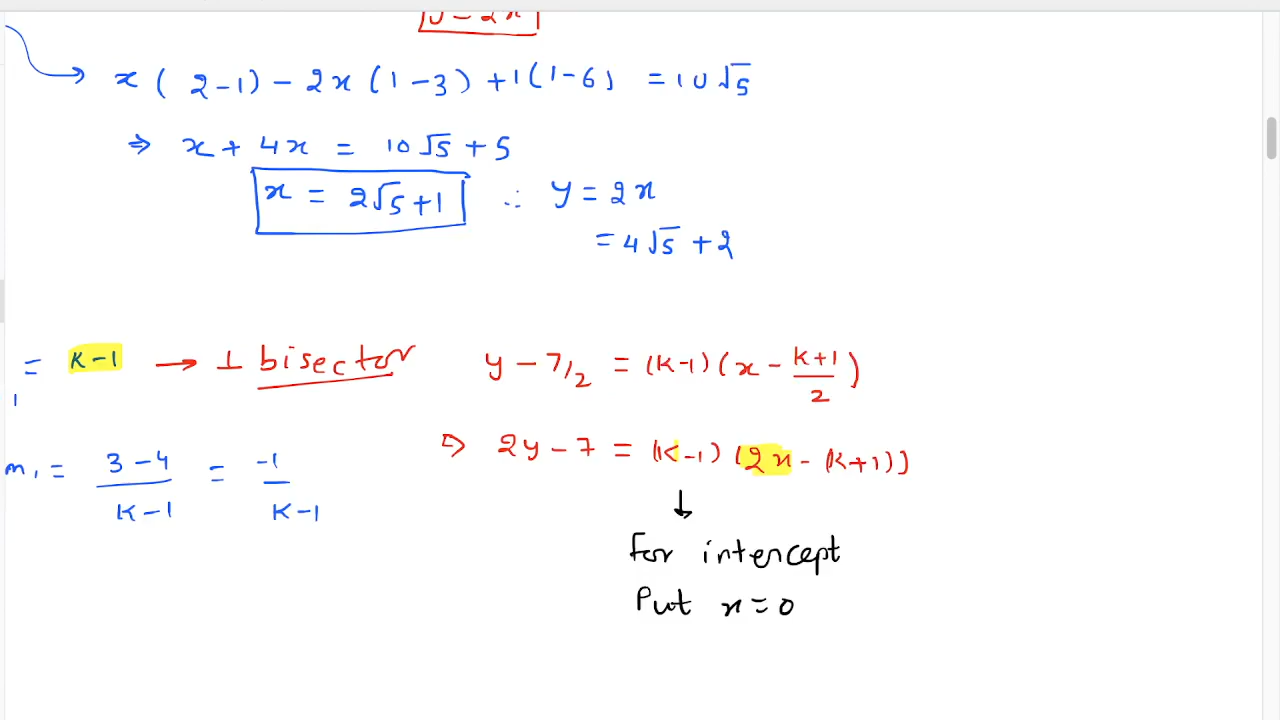 y - 2x
x ( 2-1) - 2x (1-3) +1(1-6) = 10√5
⇒ x + 4x = 10√5 + 5
x = 2√5+1 ∴ y = 2x
= 4√5 + 2
= K-1 → ⊥ bisector y - 7/2 = (K-1)(x - (K+1)/2)
1
⇒ 2y - 7 = (K-1) (2x - (K+1))
m₁ = (3-4)/(K-1) = -1/(K-1)
↓
For intercept
Put x = 0